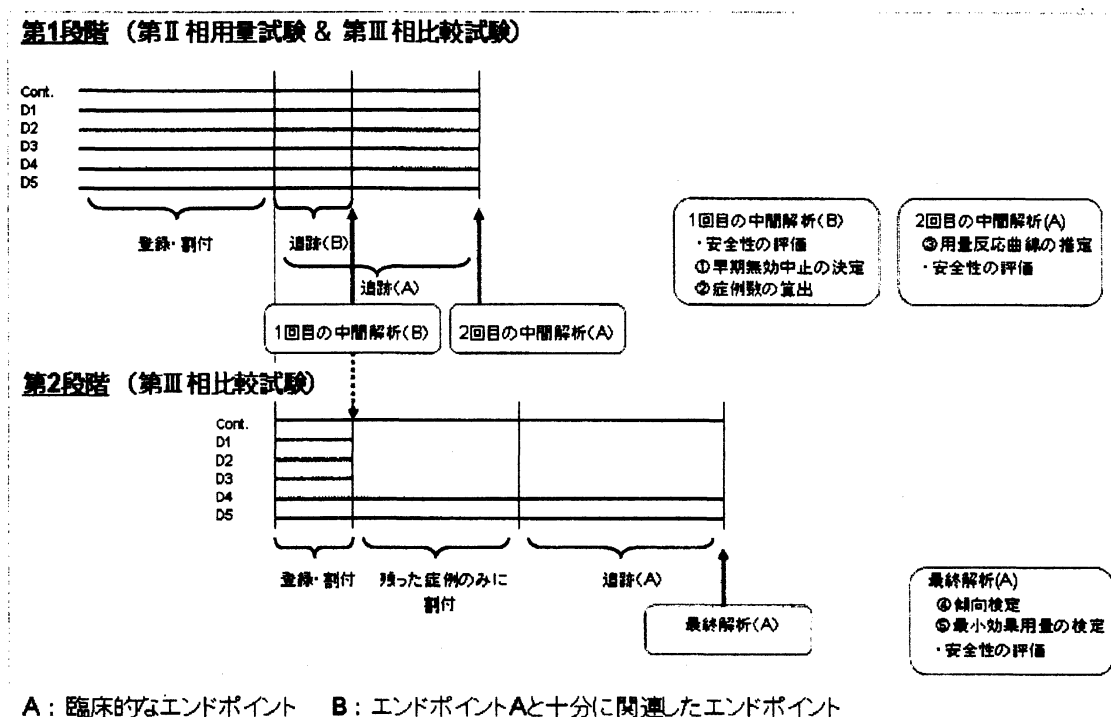 第1段階 (第Ⅱ相用量試験 & 第Ⅲ相比較試験)
Cont.
D1
D2
D3
D4
D5
登録・割付
追跡(B)
追跡(A)
1回目の中間解析(B)
2回目の中間解析(A)
1回目の中間解析(B)
・安全性の評価
①早期無効中止の決定
②症例数の算出
2回目の中間解析(A)
③用量反応曲線の推定
・安全性の評価
第2段階 (第Ⅲ相比較試験)
Cont.
D1
D2
D3
D4
D5
登録・割付
残った症例のみに
割付
追跡(A)
最終解析(A)
最終解析(A)
④傾向検定
⑤最小効果用量の検定
・安全性の評価
A：臨床的なエンドポイント B：エンドポイントAと十分に関連したエンドポイント